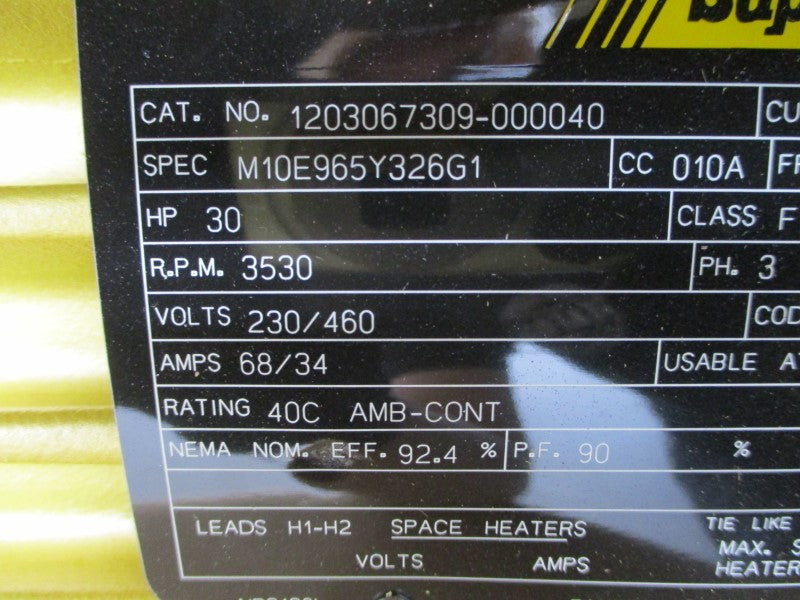 CAT. NO. 1203067309-000040
SPEC M10E965Y326G1 CC 010A
HP 30 CLASS F
R.P.M. 3530 PH. 3
VOLTS 230/460 COD
AMPS 68/34 USABLE A
RATING 40C AMB-CONT
NEMA NOM. EFF. 92.4 % P.F. 90 %
LEADS H1-H2 SPACE HEATERS TIE LIKE
VOLTS AMPS MAX. S
HEATER